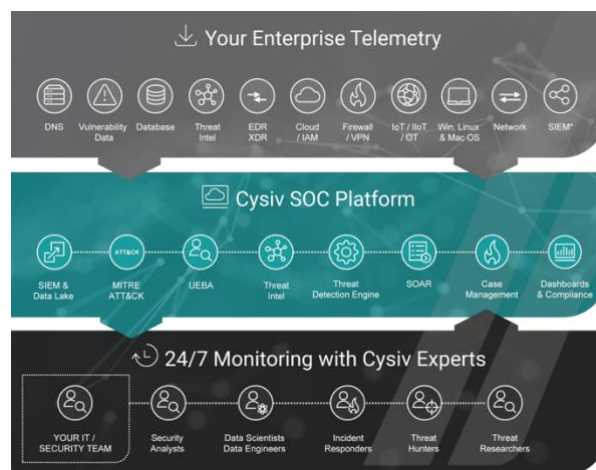 Your Enterprise Telemetry
DNS
Vulnerability
Data
Database
Threat
Intel
EDR
XDR
Cloud
/ IAM
Firewall
/ VPN
IoT / IIoT
/ OT
Win, Linux
& Mac OS
Network
SIEM*
Cysiv SOC Platform
SIEM &
Data Lake
ATT&CK
MITRE
ATT&CK
UEBA
Threat
Intel
Threat
Detection Engine
SOAR
Case
Management
Dashboards
& Compliance
24/7 Monitoring with Cysiv Experts
YOUR IT /
SECURITY TEAM
Security
Analysts
Data Scientists
Data Engineers
Incident
Responders
Threat
Hunters
Threat
Researchers